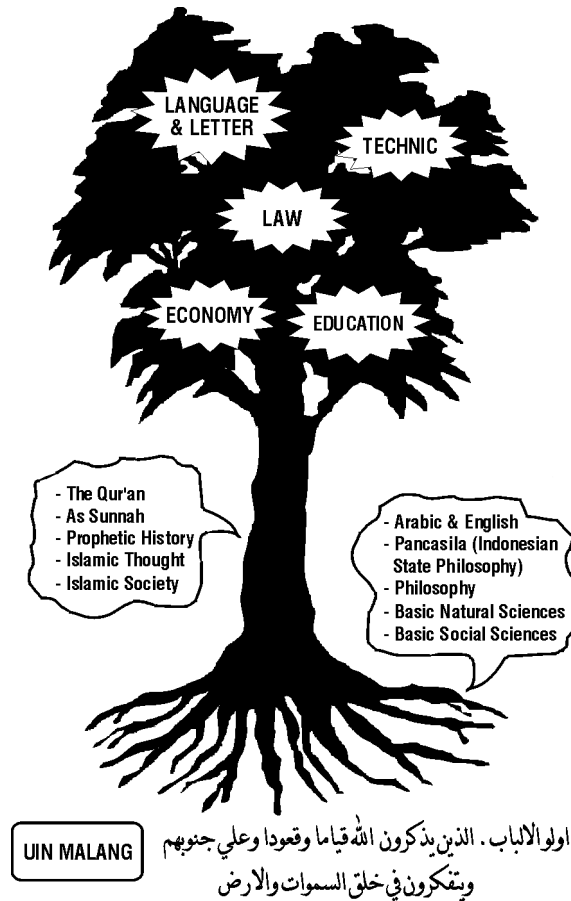 LANGUAGE
& LETTER
TECHNIC
LAW
ECONOMY
EDUCATION
- The Qur'an
- As Sunnah
- Prophetic History
- Islamic Thought
- Islamic Society
- Arabic & English
- Pancasila (Indonesian
State Philosophy)
- Philosophy
- Basic Natural Sciences
- Basic Social Sciences
UIN MALANG
اولو الالباب . الذين يذكرون الله قياما وقعودا وعلي جنوبهم
ويتفكرون في خلق السموات والارض